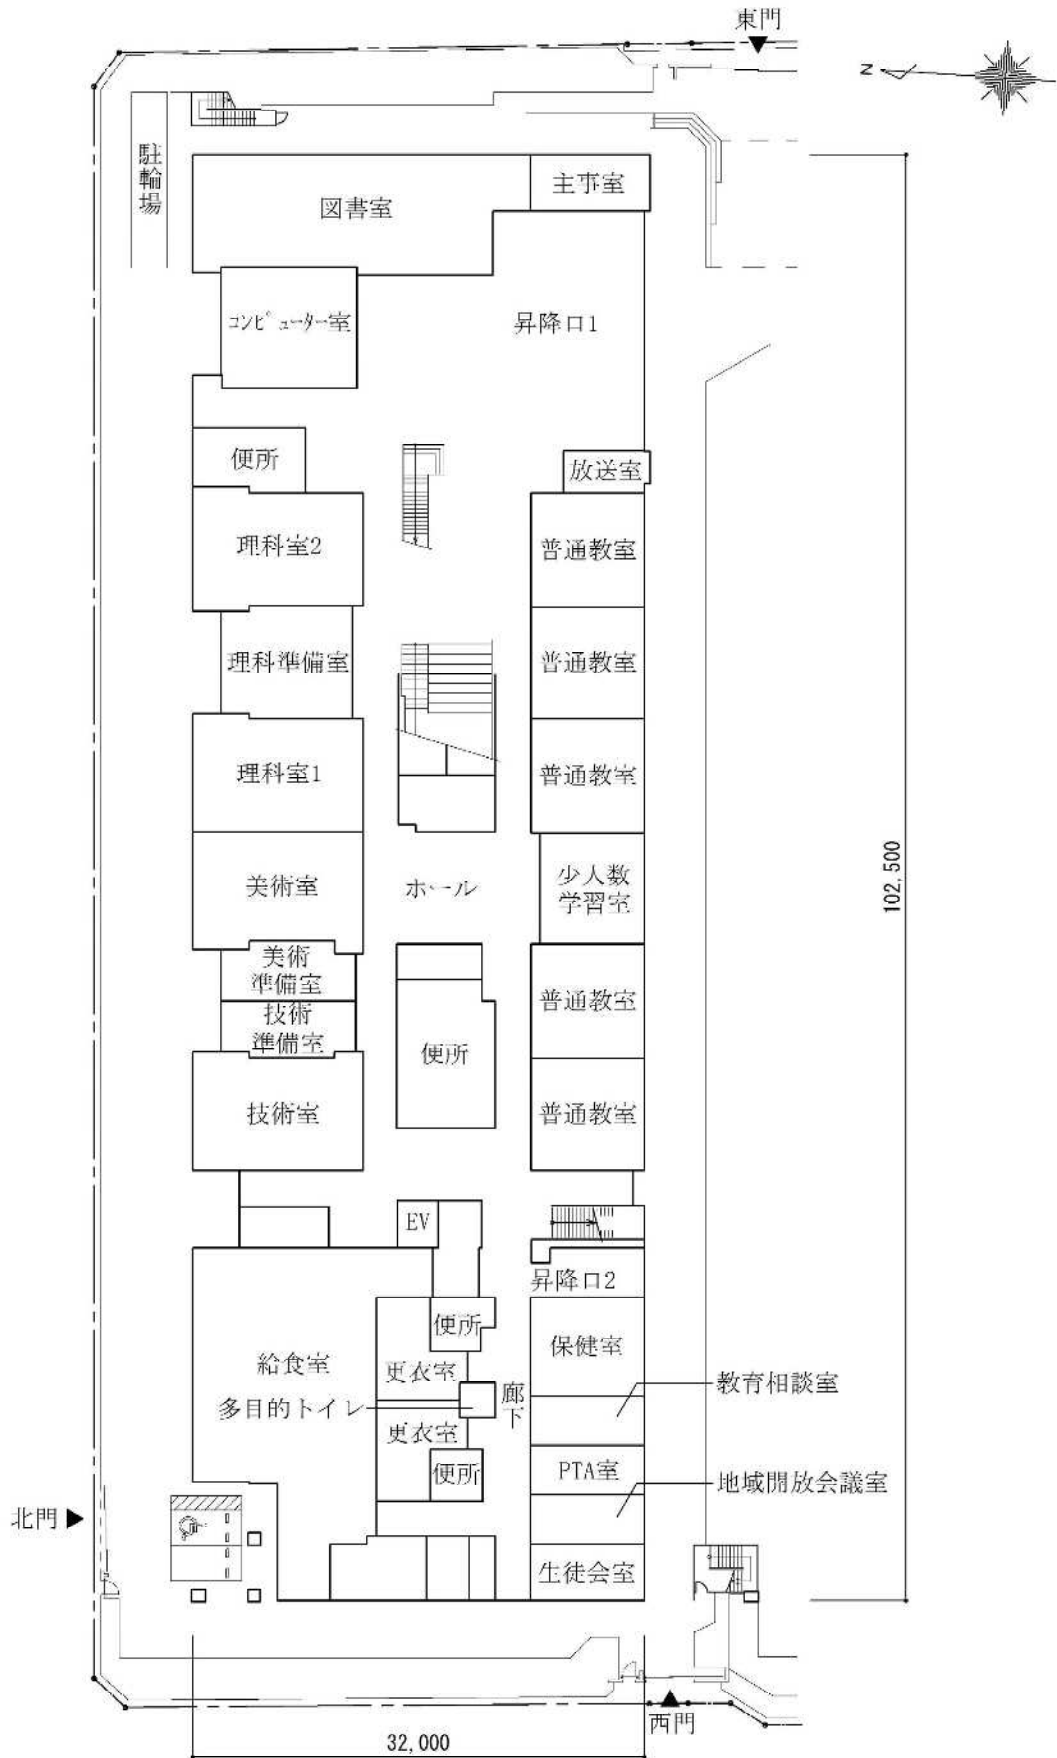 東門
N
駐輪場
主事室
図書室
コンピューター室
昇降口1
便所
放送室
理科室2
普通教室
理科準備室
普通教室
理科室1
普通教室
美術室
ホール
少人数
学習室
美術
準備室
普通教室
技術
準備室
便所
技術室
普通教室
102,500
EV
昇降口2
便所
保健室
給食室
更衣室
廊下
教育相談室
多目的トイレ
更衣室
便所
PTA室
地域開放会議室
北門
生徒会室
西門
32,000